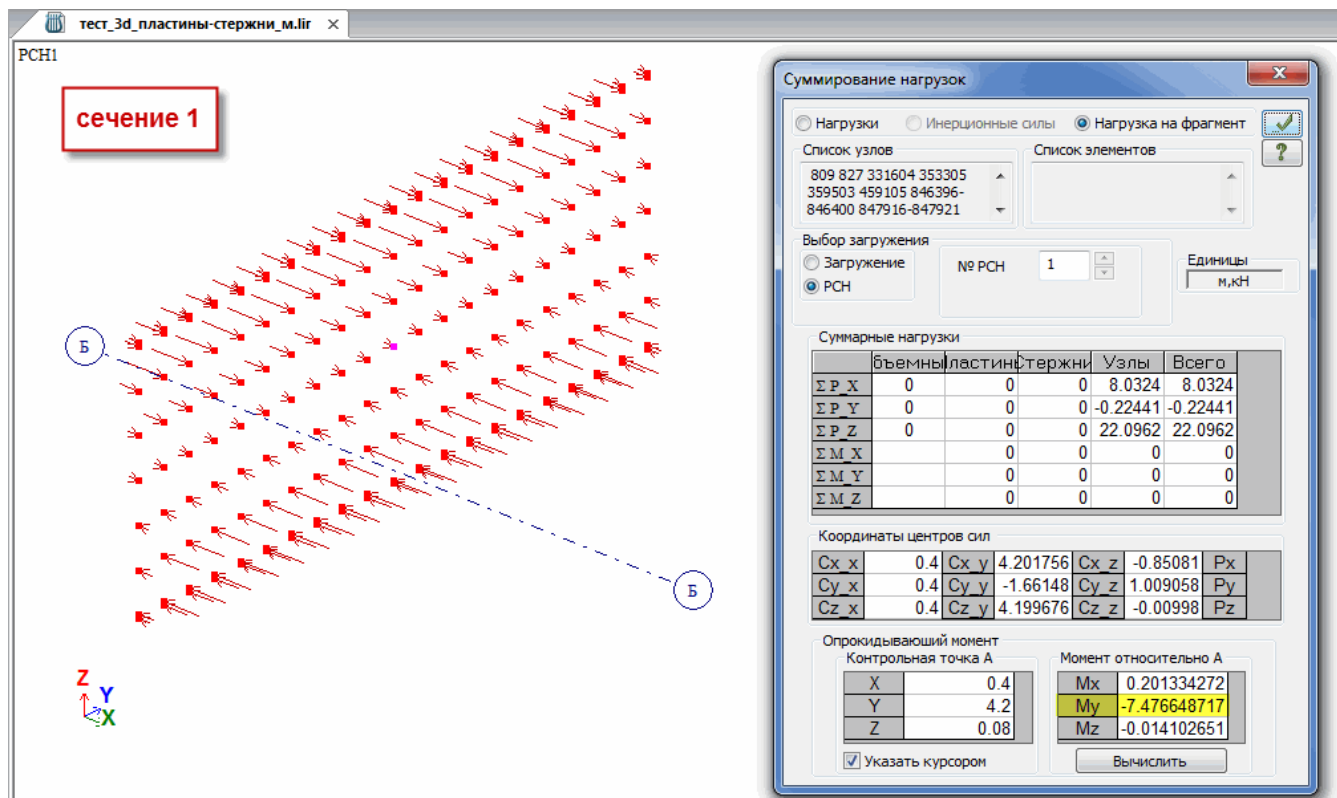 тест_3d_пластины-стержни_м.lir
РСН1
сечение 1
Б
Б
Z
Y
X
Суммирование нагрузок
Нагрузки Инерционные силы Нагрузка на фрагмент
Список узлов Список элементов
809 827 331604 353305
359503 459105 846396-
846400 847916-847921
Выбор загружения
Загружение
РСН
№ РСН 1
Единицы
м,кН
Суммарные нагрузки
бъемны ластинь Стержни Узлы Всего
Σ P_X 0 0 0 8.0324 8.0324
Σ P_Y 0 0 0 -0.22441 -0.22441
Σ P_Z 0 0 0 22.0962 22.0962
Σ M_X 0 0 0 0
Σ M_Y 0 0 0 0
Σ M_Z 0 0 0 0
Координаты центров сил
Cx_x 0.4 Cx_y 4.201756 Cx_z -0.85081 Px
Cy_x 0.4 Cy_y -1.66148 Cy_z 1.009058 Py
Cz_x 0.4 Cz_y 4.199676 Cz_z -0.00998 Pz
Опрокидывающий момент
Контрольная точка А Момент относительно А
X 0.4 Mx 0.201334272
Y 4.2 My -7.476648717
Z 0.08 Mz -0.014102651
Указать курсором Вычислить